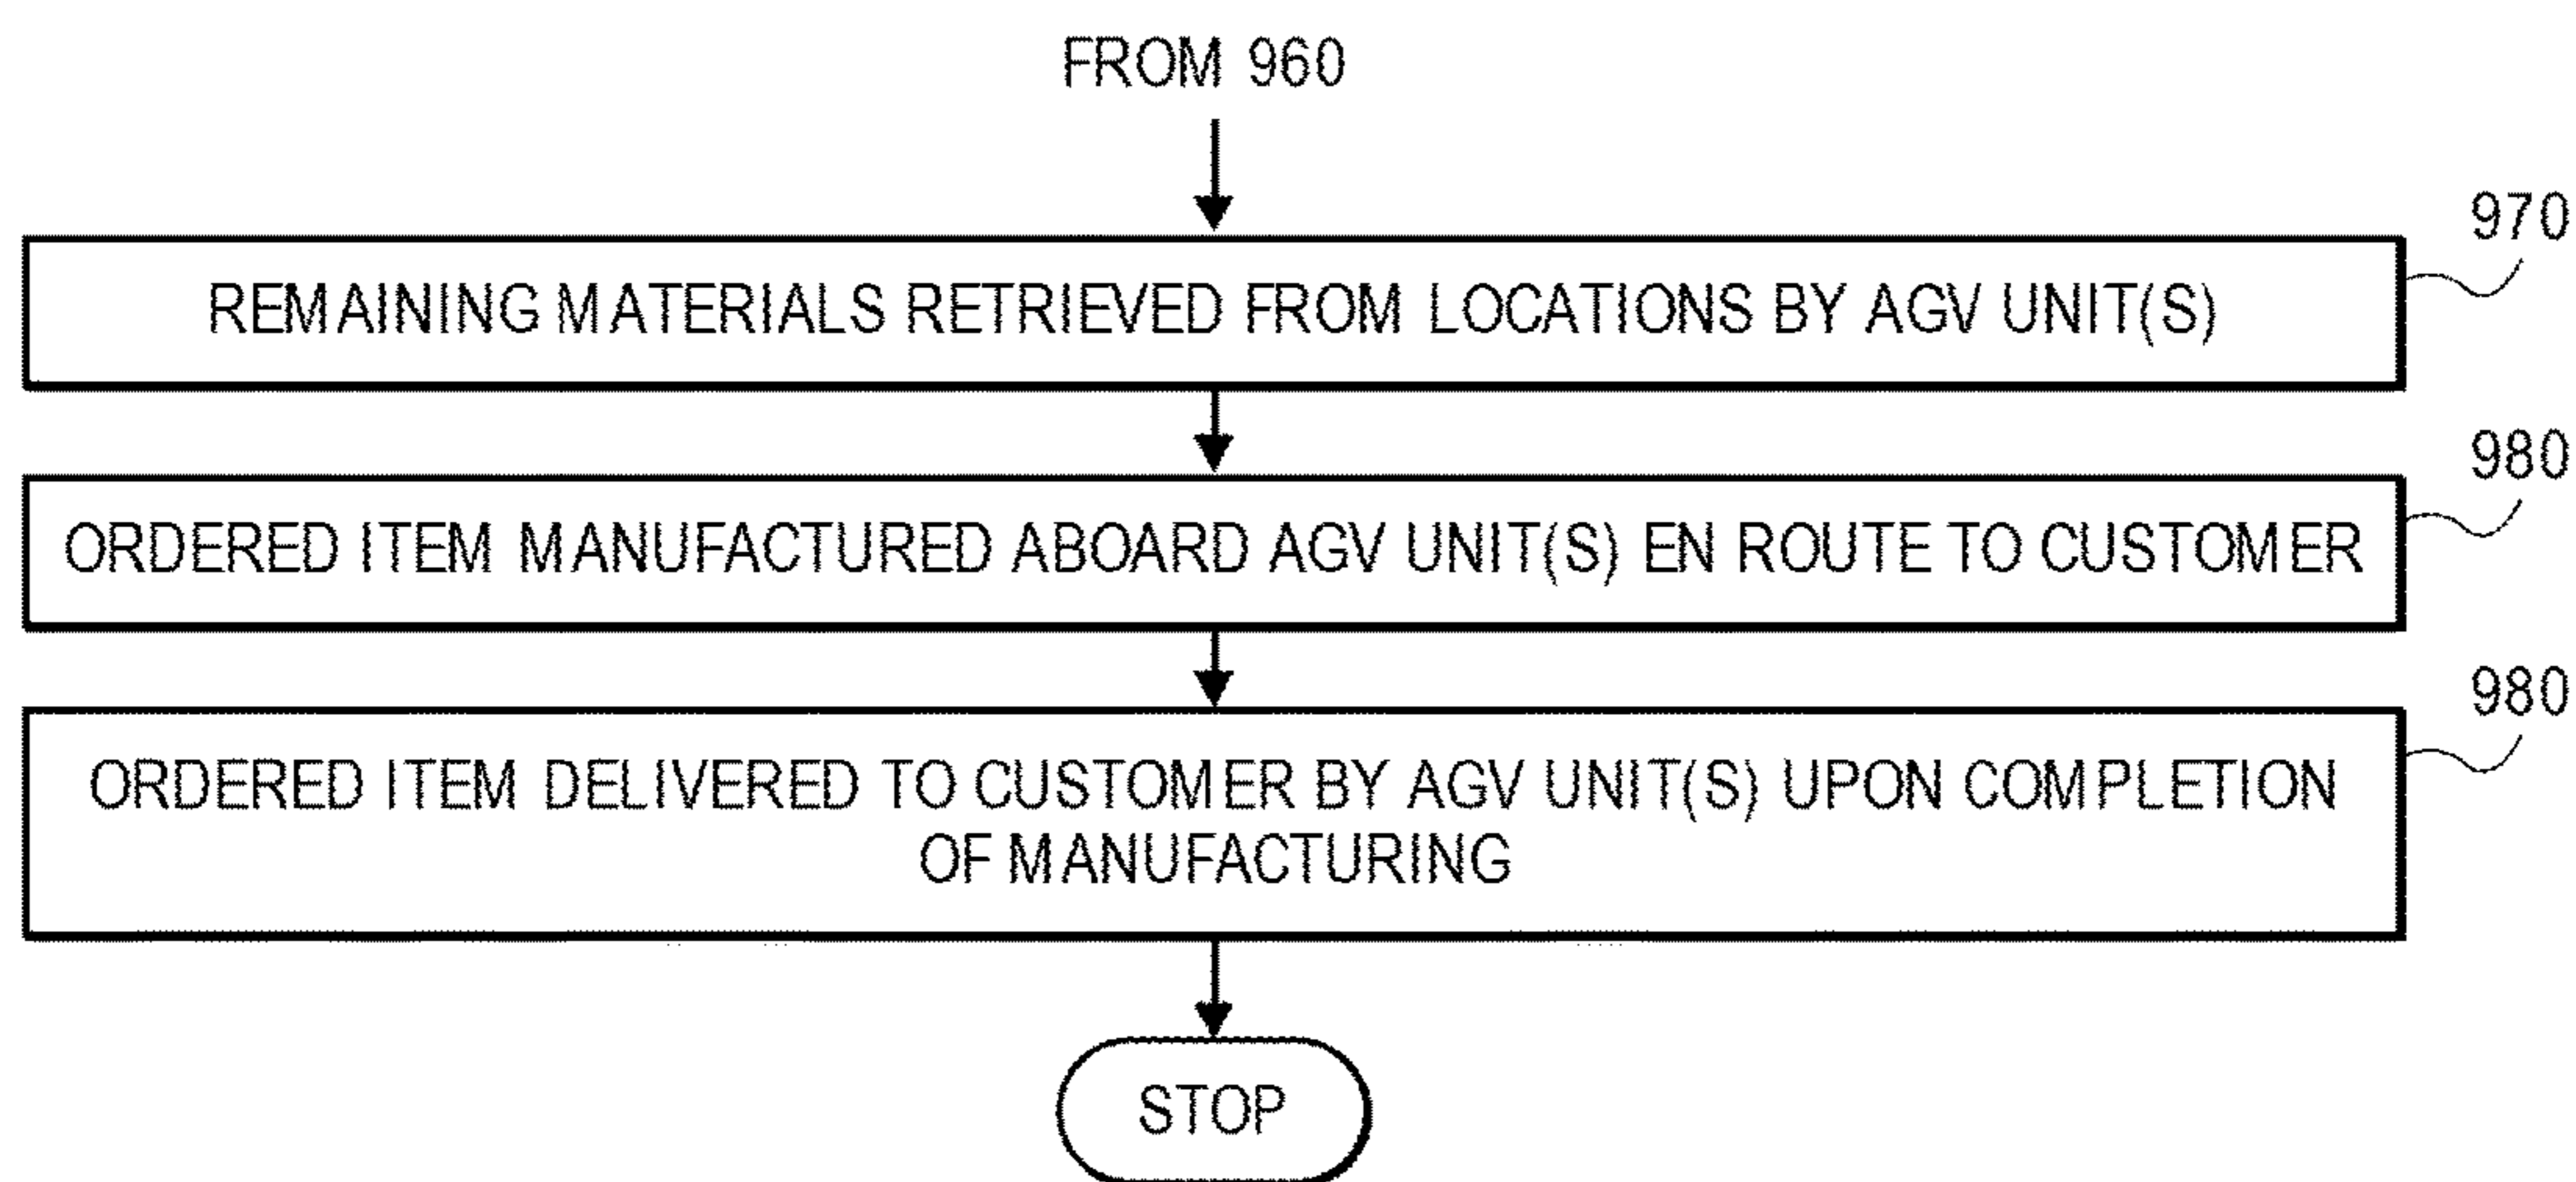 FROM 960
970
REMAINING MATERIALS RETRIEVED FROM LOCATIONS BY AGV UNIT(S)
980
ORDERED ITEM MANUFACTURED ABOARD AGV UNIT(S) EN ROUTE TO CUSTOMER
980
ORDERED ITEM DELIVERED TO CUSTOMER BY AGV UNIT(S) UPON COMPLETION
OF MANUFACTURING
STOP